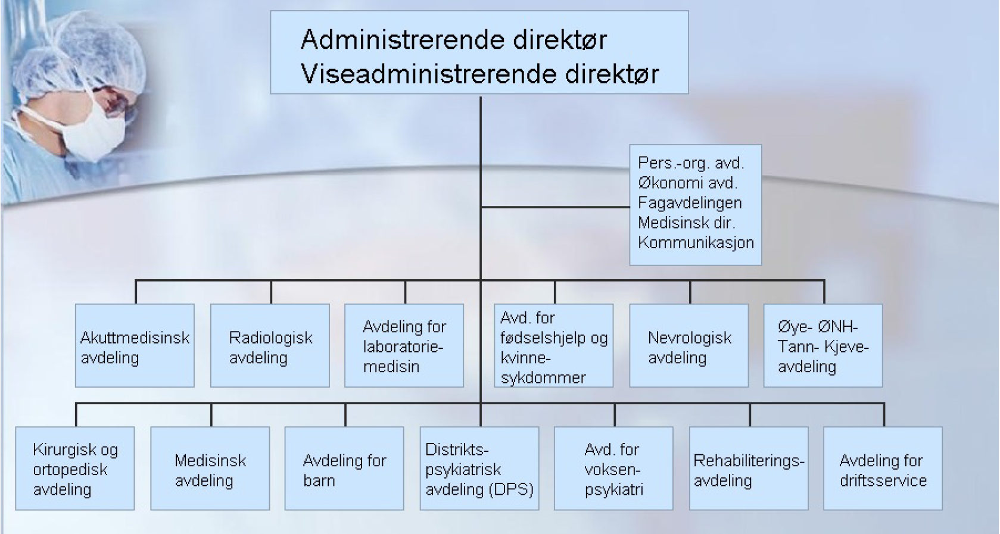 Administrerende direktør
Viseadministrerende direktør
Pers.-org. avd.
Økonomi avd.
Fagavdelingen
Medisinsk dir.
Kommunikasjon
Akuttmedisinsk
avdeling
Radiologisk
avdeling
Avdeling for
laboratorie-
medisin
Avd. for
fødselshjelp og
kvinne-
sykdommer
Nevrologisk
avdeling
Øye- ØNH-
Tann- Kjeve-
avdeling
Kirurgisk og
ortopedisk
avdeling
Medisinsk
avdeling
Avdeling for
barn
Distrikts-
psykiatrisk
avdeling (DPS)
Avd. for
voksen-
psykiatri
Rehabiliterings-
avdeling
Avdeling for
driftsservice